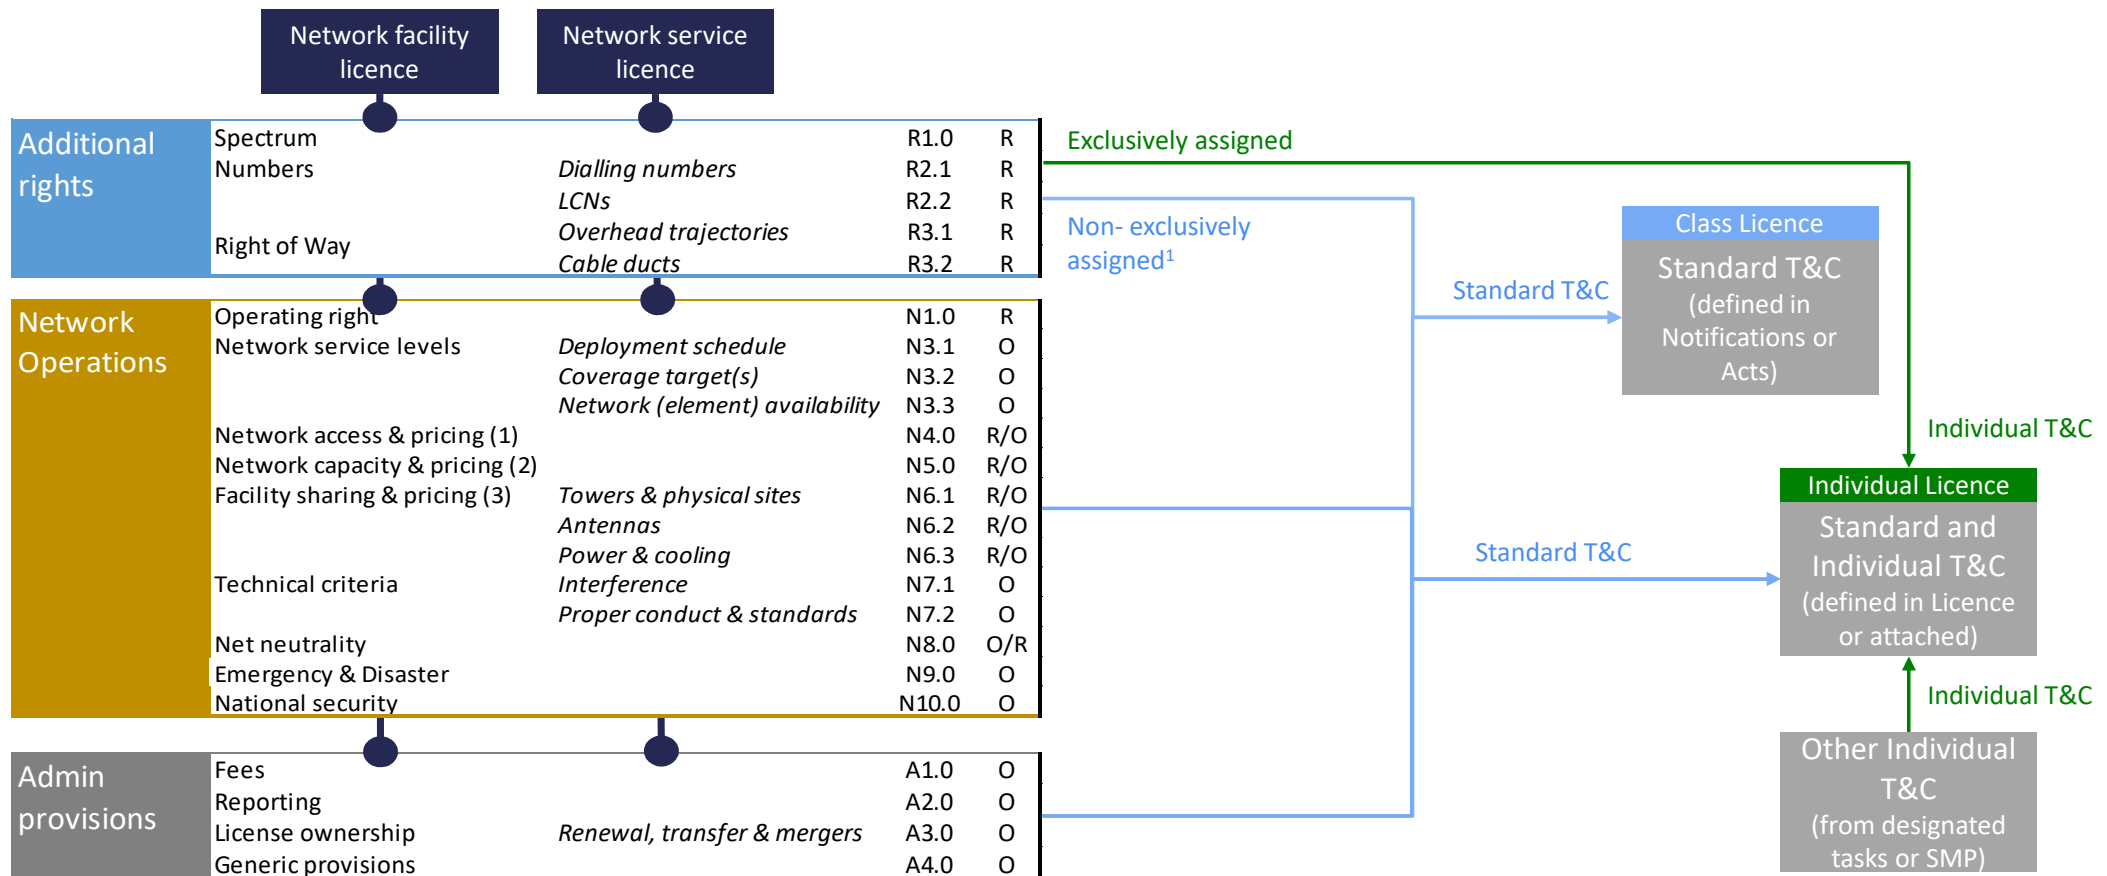 Network facility
licence
Network service
licence
Additional
rights
Spectrum R1.0 R
Numbers Dialling numbers R2.1 R
LCNs R2.2 R
Right of Way Overhead trajectories R3.1 R
Cable ducts R3.2 R
Exclusively assigned
Non- exclusively
assigned1
Standard T&C
Class Licence
Standard T&C
(defined in
Notifications or
Acts)
Network
Operations
Operating right N1.0 R
Network service levels Deployment schedule N3.1 O
Coverage target(s) N3.2 O
Network (element) availability N3.3 O
Network access & pricing (1) N4.0 R/O
Network capacity & pricing (2) N5.0 R/O
Facility sharing & pricing (3) Towers & physical sites N6.1 R/O
Antennas N6.2 R/O
Power & cooling N6.3 R/O
Technical criteria Interference N7.1 O
Proper conduct & standards N7.2 O
Net neutrality N8.0 O/R
Emergency & Disaster N9.0 O
National security N10.0 O
Individual T&C
Standard T&C
Individual Licence
Standard and
Individual T&C
(defined in Licence
or attached)
Individual T&C
Other Individual
T&C
(from designated
tasks or SMP)
Admin
provisions
Fees A1.0 O
Reporting A2.0 O
License ownership Renewal, transfer & mergers A3.0 O
Generic provisions A4.0 O